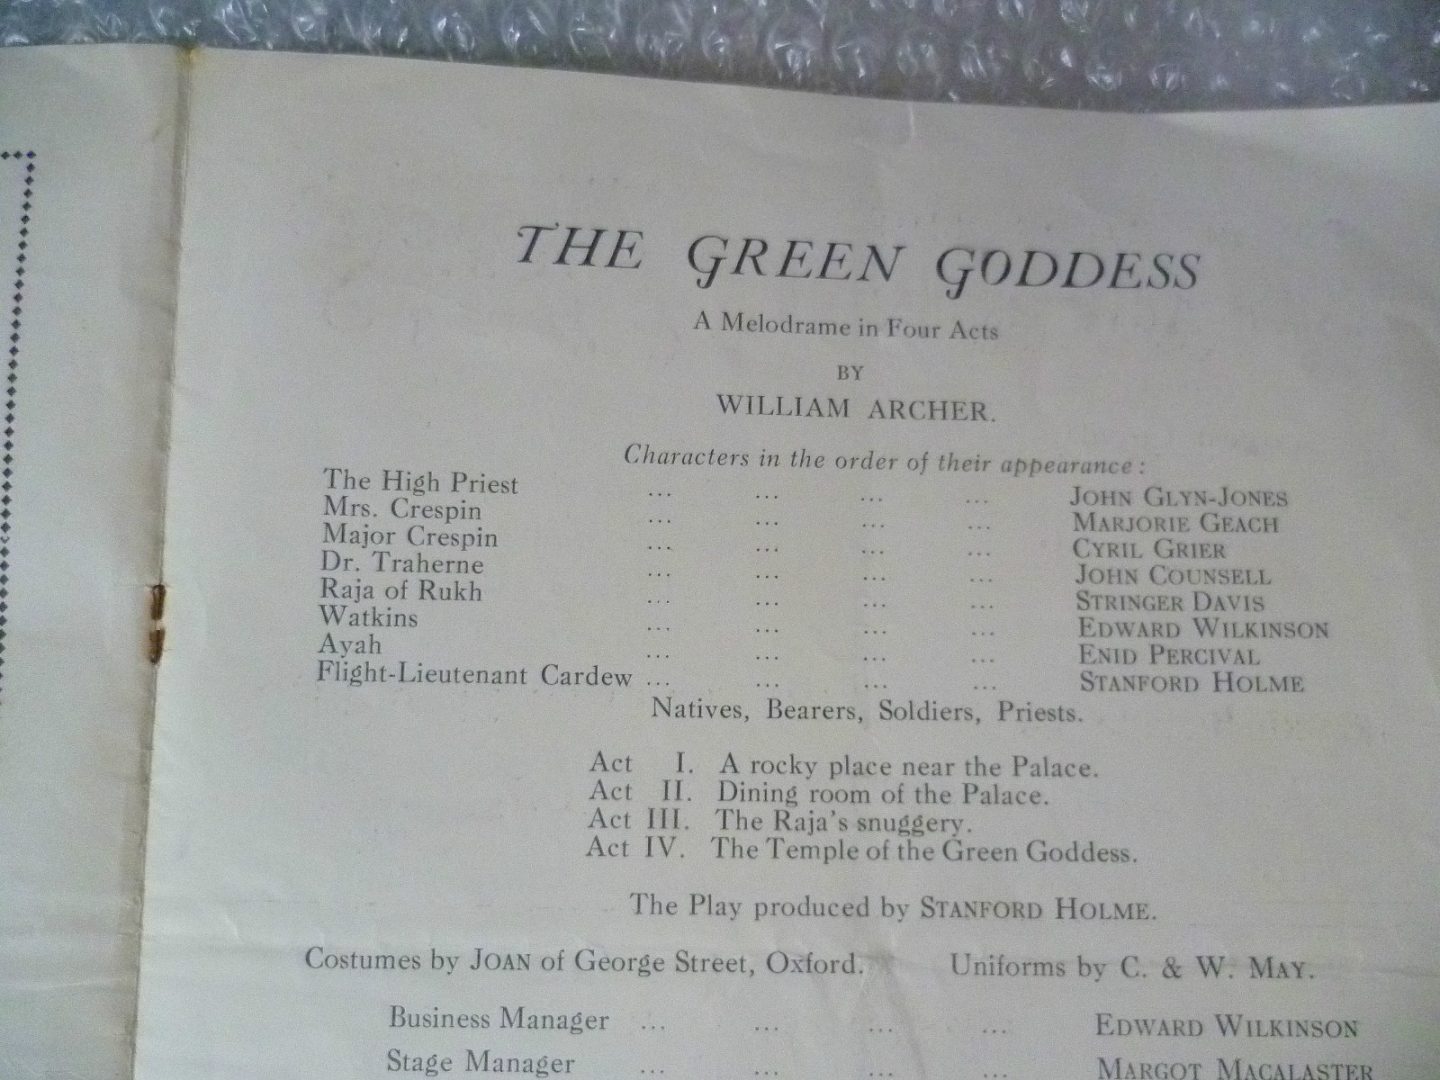 THE GREEN GODDESS
A Melodrame in Four Acts
BY
WILLIAM ARCHER.
Characters in the order of their appearance:
The High Priest ... ... ... ... JOHN GLYN-JONES
Mrs. Crespin ... ... ... ... MARJORIE GEACH
Major Crespin ... ... ... ... CYRIL GRIER
Dr. Traherne ... ... ... ... JOHN COUNSELL
Raja of Rukh ... ... ... ... STRINGER DAVIS
Watkins ... ... ... ... EDWARD WILKINSON
Ayah ... ... ... ... ENID PERCIVAL
Flight-Lieutenant Cardew ... ... ... ... STANFORD HOLME
Natives, Bearers, Soldiers, Priests.
Act I. A rocky place near the Palace.
Act II. Dining room of the Palace.
Act III. The Raja's snuggery.
Act IV. The Temple of the Green Goddess.
The Play produced by STANFORD HOLME.
Costumes by JOAN of George Street, Oxford. Uniforms by C. & W. MAY.
Business Manager ... ... ... ... EDWARD WILKINSON
Stage Manager ... ... ... ... MARGOT MACALASTER